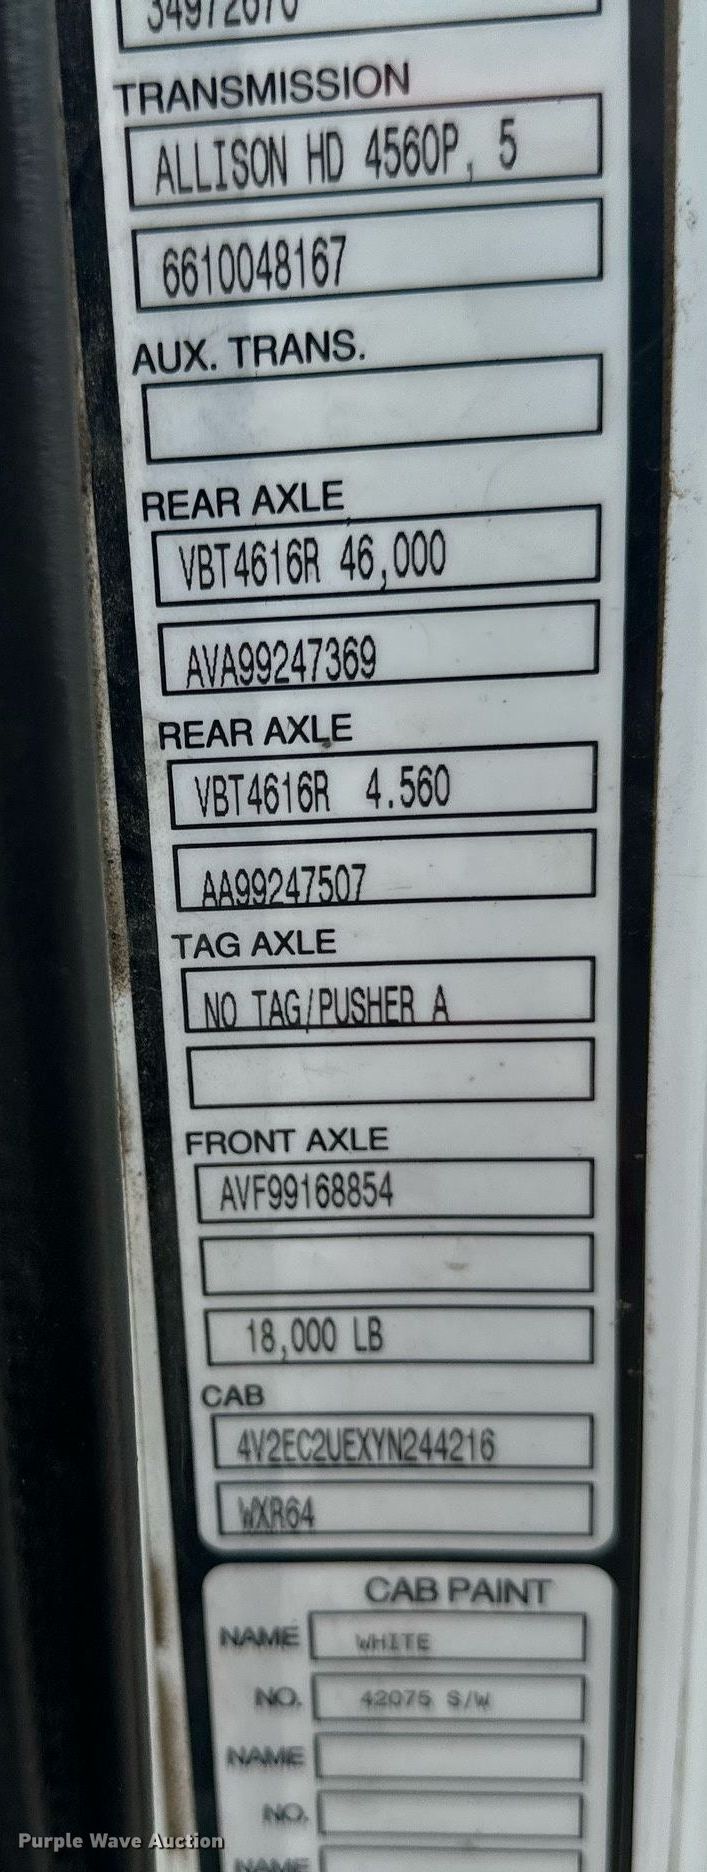 34972670
TRANSMISSION
ALLISON HD 4560P, 5
6610048167
AUX. TRANS.
REAR AXLE
VBT4616R 46,000
AVA99247369
REAR AXLE
VBT4616R 4.560
AA99247507
TAG AXLE
NO TAG/PUSHER A
FRONT AXLE
AVF99168854
18,000 LB
CAB
4V2EC2UEXYN244216
WXR64
CAB PAINT
NAME WHITE
NO. 42075 S/W
NAME
NO.
NAME
Purple Wave Auction